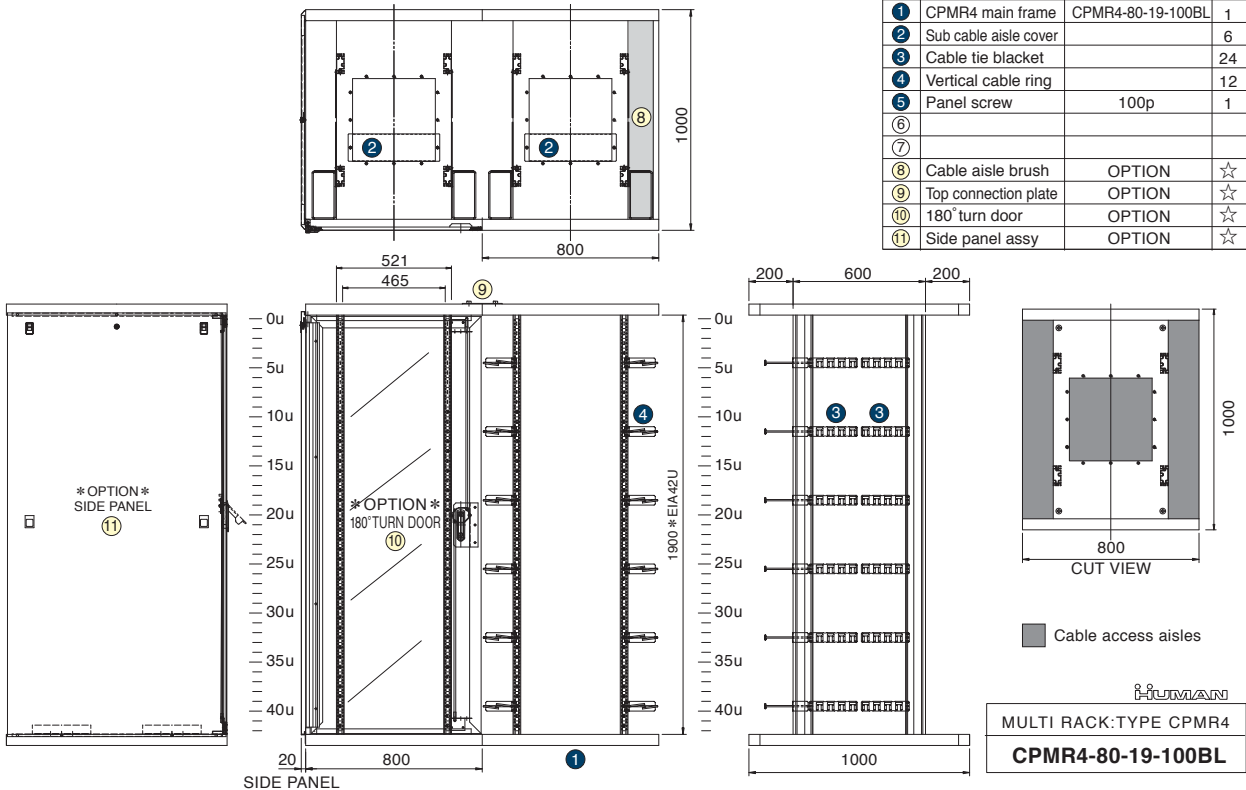 1 CPMR4 main frame CPMR4-80-19-100BL 1
2 Sub cable aisle cover 6
3 Cable tie blacket 24
4 Vertical cable ring 12
5 Panel screw 100p 1
6
7
8 Cable aisle brush OPTION ☆
9 Top connection plate OPTION ☆
10 180°turn door OPTION ☆
11 Side panel assy OPTION ☆
2
2
8
1000
800
521
465
9
200 600 200
0u
5u
10u
15u
20u
25u
30u
35u
40u
*OPTION*
SIDE PANEL
11
*OPTION*
180°TURN DOOR
10
4
1900*EIA42U
0u
5u
10u
15u
20u
25u
30u
35u
40u
3 3
1000
800
CUT VIEW
Cable access aisles
20 800
SIDE PANEL
1
1000
HUMAN
MULTI RACK:TYPE CPMR4
CPMR4-80-19-100BL